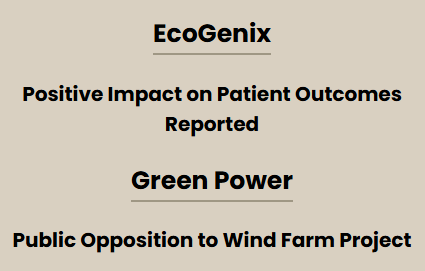 EcoGenix
Positive Impact on Patient Outcomes
Reported
Green Power
Public Opposition to Wind Farm Project